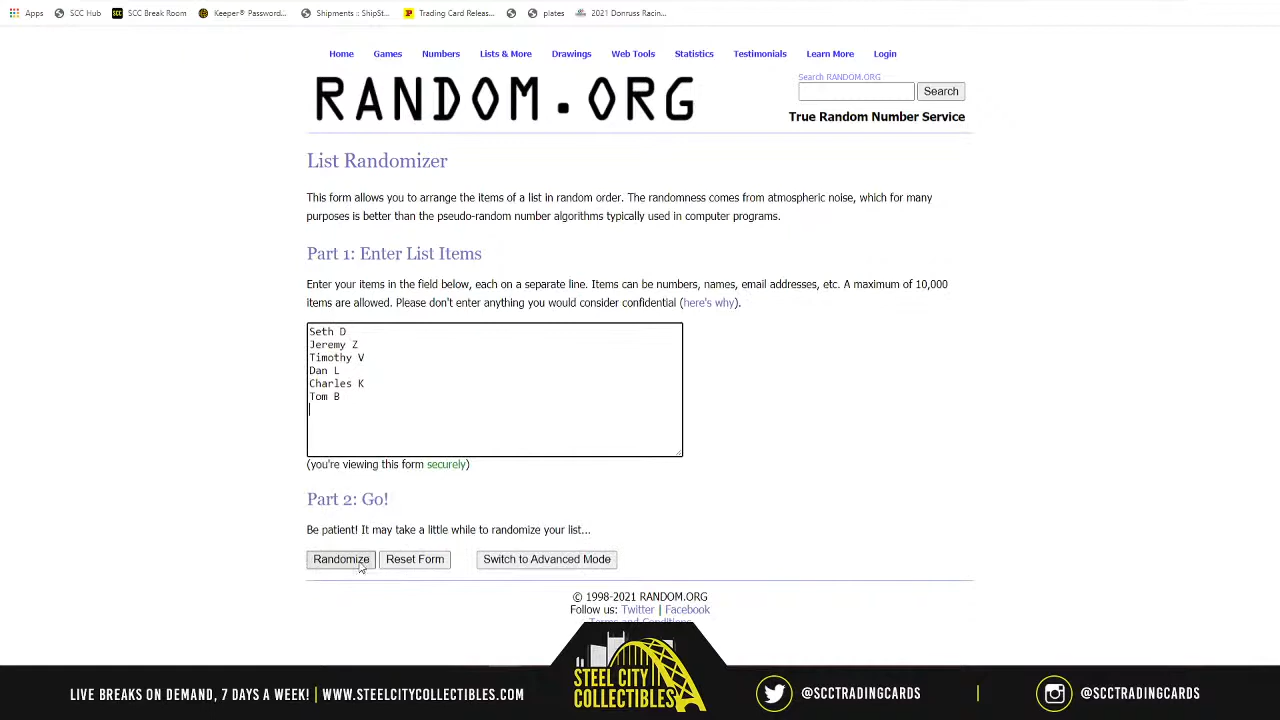 Apps SCC Hub SCC Break Room Keeper® Password... Shipments :: ShipSt... Trading Card Releas... plates 2021 Donruss Racin...
Home Games Numbers Lists & More Drawings Web Tools Statistics Testimonials Learn More Login
RANDOM.ORG
Search RANDOM.ORG
Search
True Random Number Service
List Randomizer
This form allows you to arrange the items of a list in random order. The randomness comes from atmospheric noise, which for many
purposes is better than the pseudo-random number algorithms typically used in computer programs.
Part 1: Enter List Items
Enter your items in the field below, each on a separate line. Items can be numbers, names, email addresses, etc. A maximum of 10,000
items are allowed. Please don't enter anything you would consider confidential (here's why).
Seth D
Jeremy Z
Timothy V
Dan L
Charles K
Tom B
(you're viewing this form securely)
Part 2: Go!
Be patient! It may take a little while to randomize your list...
Randomize Reset Form Switch to Advanced Mode
© 1998-2021 RANDOM.ORG
Follow us: Twitter | Facebook
Terms and Conditions
LIVE BREAKS ON DEMAND, 7 DAYS A WEEK! | WWW.STEELCITYCOLLECTIBLES.COM
STEEL CITY
COLLECTIBLES
@SCCTRADINGCARDS | @SCCTRADINGCARDS